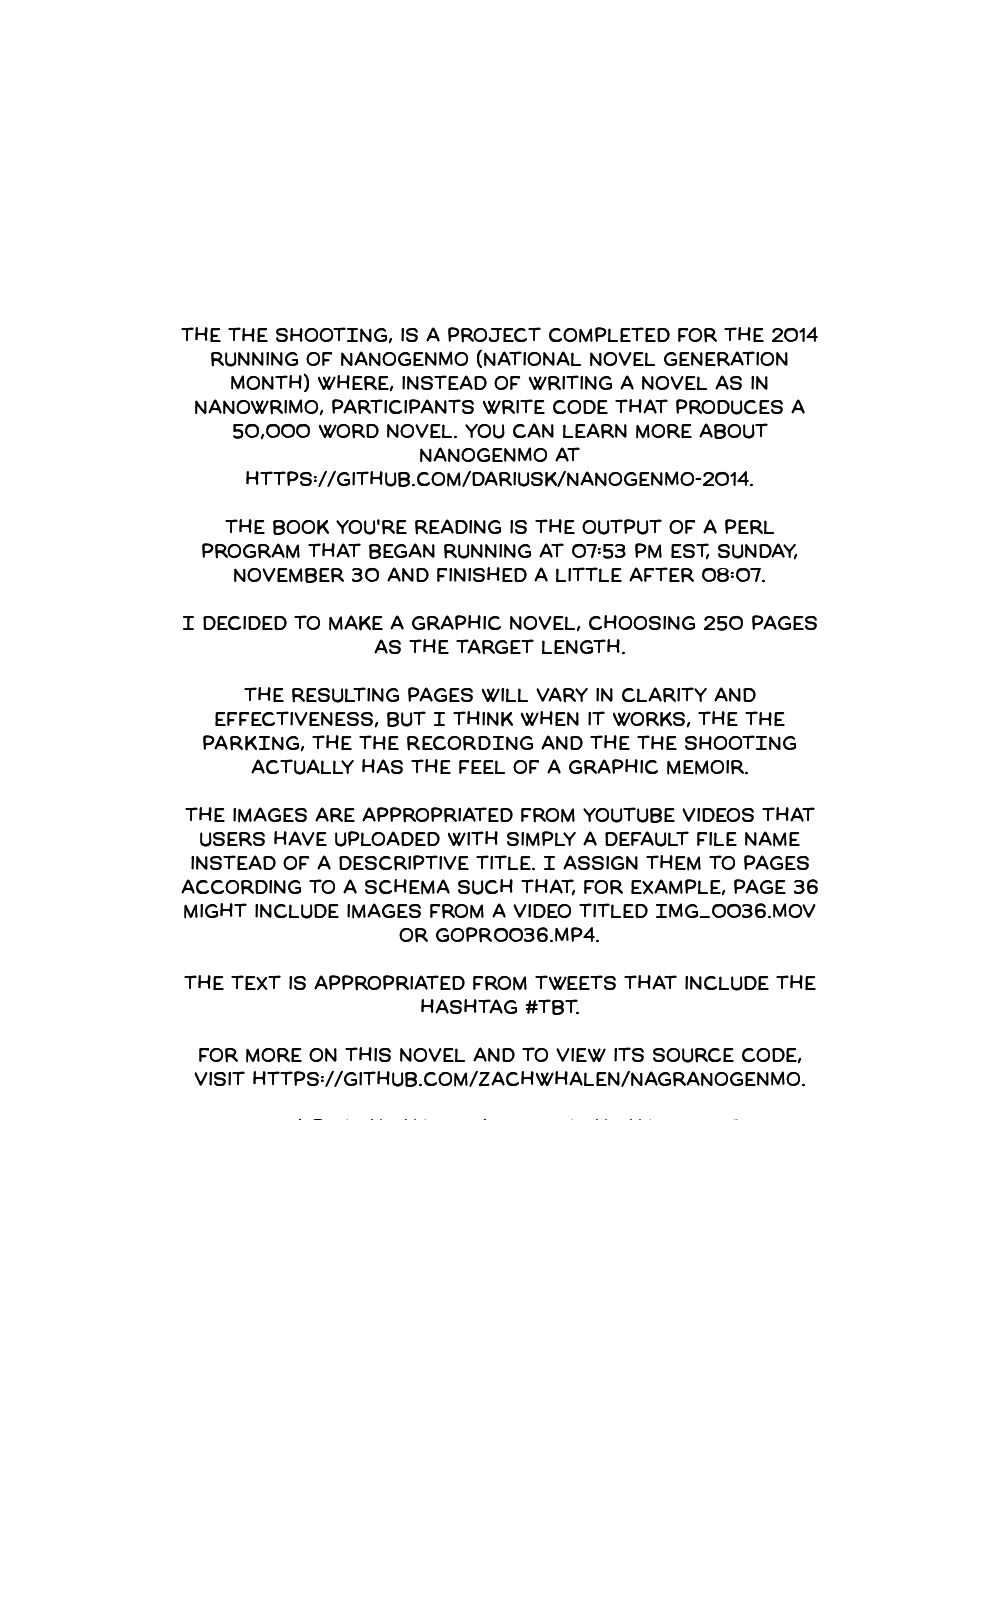 THE THE SHOOTING, IS A PROJECT COMPLETED FOR THE 2014
RUNNING OF NANOGENMO (NATIONAL NOVEL GENERATION
MONTH) WHERE, INSTEAD OF WRITING A NOVEL AS IN
NANOWRIMO, PARTICIPANTS WRITE CODE THAT PRODUCES A
50,000 WORD NOVEL. YOU CAN LEARN MORE ABOUT
NANOGENMO AT
HTTPS://GITHUB.COM/DARIUSK/NANOGENMO-2014.
THE BOOK YOU'RE READING IS THE OUTPUT OF A PERL
PROGRAM THAT BEGAN RUNNING AT 07:53 PM EST, SUNDAY,
NOVEMBER 30 AND FINISHED A LITTLE AFTER 08:07.
I DECIDED TO MAKE A GRAPHIC NOVEL, CHOOSING 250 PAGES
AS THE TARGET LENGTH.
THE RESULTING PAGES WILL VARY IN CLARITY AND
EFFECTIVENESS, BUT I THINK WHEN IT WORKS, THE THE
PARKING, THE THE RECORDING AND THE THE SHOOTING
ACTUALLY HAS THE FEEL OF A GRAPHIC MEMOIR.
THE IMAGES ARE APPROPRIATED FROM YOUTUBE VIDEOS THAT
USERS HAVE UPLOADED WITH SIMPLY A DEFAULT FILE NAME
INSTEAD OF A DESCRIPTIVE TITLE. I ASSIGN THEM TO PAGES
ACCORDING TO A SCHEMA SUCH THAT, FOR EXAMPLE, PAGE 36
MIGHT INCLUDE IMAGES FROM A VIDEO TITLED IMG_0036.MOV
OR GOPR0036.MP4.
THE TEXT IS APPROPRIATED FROM TWEETS THAT INCLUDE THE
HASHTAG #TBT.
FOR MORE ON THIS NOVEL AND TO VIEW ITS SOURCE CODE,
VISIT HTTPS://GITHUB.COM/ZACHWHALEN/NAGRANOGENMO.